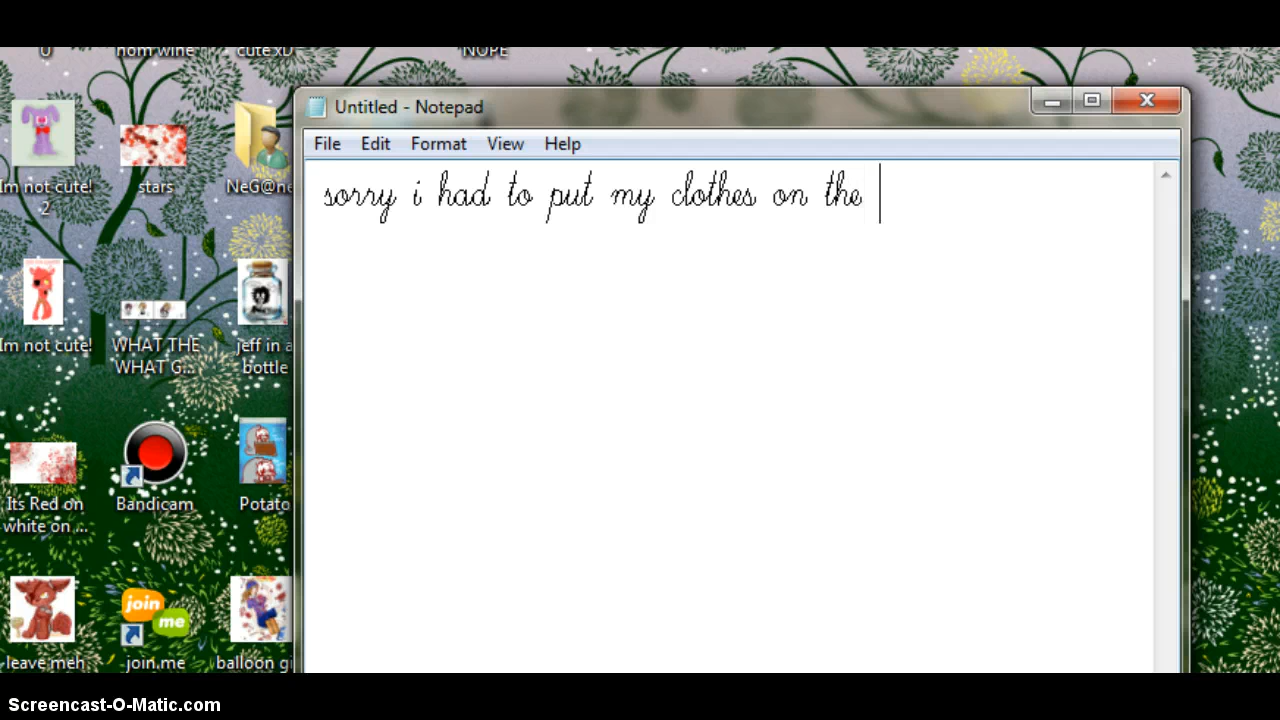 U
nom wine
cute xD
NOPE
Untitled - Notepad
File Edit Format View Help
sorry i had to put my clothes on the
Im not cute! 2
stars
NeG@ne
Im not cute!
WHAT THE WHAT G...
jeff in a bottle
Its Red on white on ...
Bandicam
Potato
join me
leave meh
join.me
balloon gi
Screencast-O-Matic.com